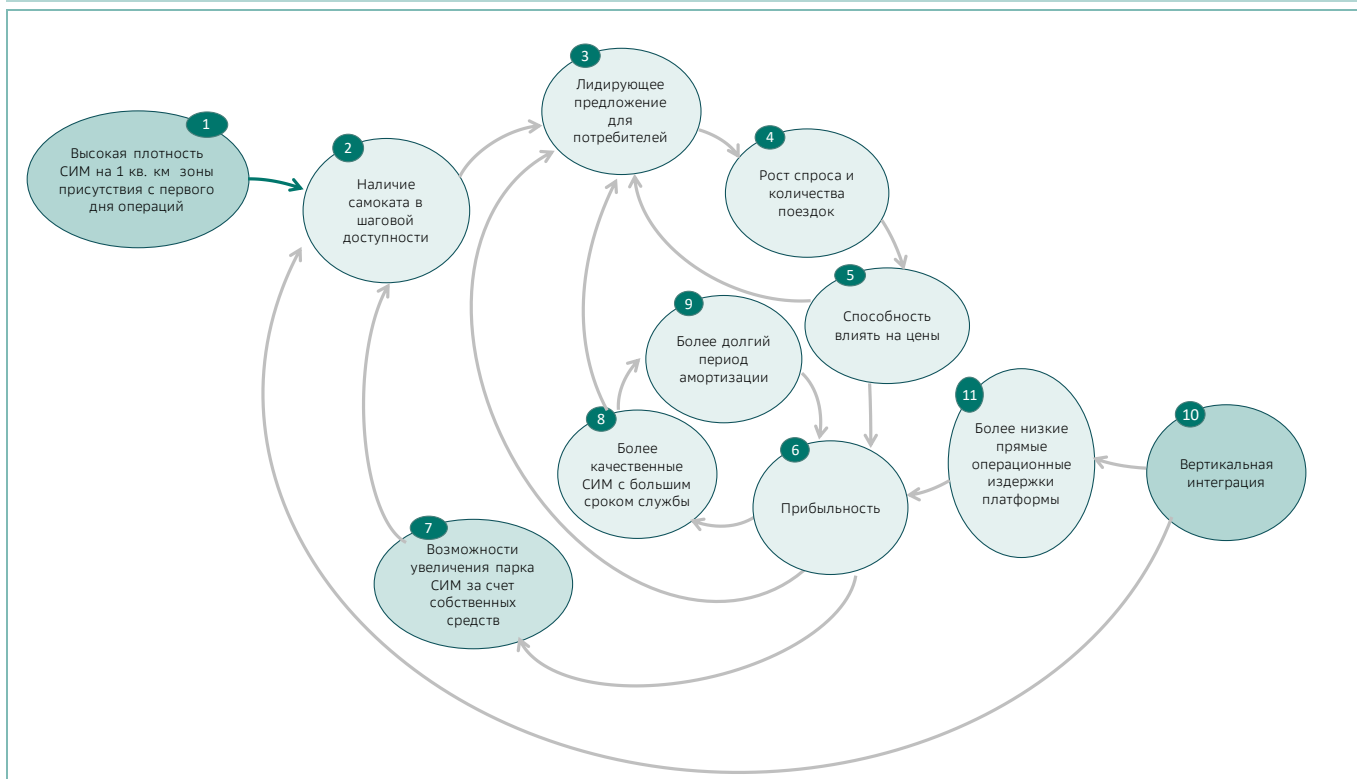 1
Высокая плотность
СИМ на 1 кв. км зоны
присутствия с первого
дня операций
2
Наличие
самоката в
шаговой
доступности
3
Лидирующее
предложение
для
потребителей
4
Рост спроса и
количества
поездок
5
Способность
влиять на цены
9
Более долгий
период
амортизации
8
Более
качественные
СИМ с большим
сроком службы
6
Прибыльность
11
Более низкие
прямые
операционные
издержки
платформы
10
Вертикальная
интеграция
7
Возможности
увеличения парка
СИМ за счет
собственных
средств